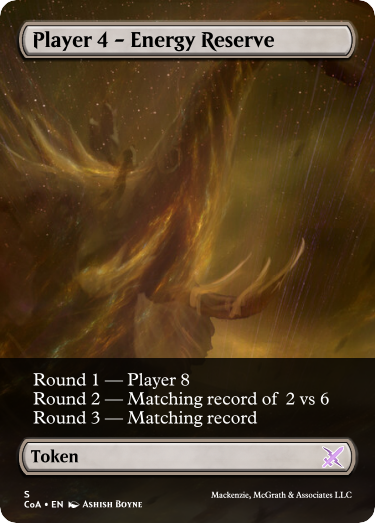 Player 4 – Energy Reserve
Round 1 — Player 8
Round 2 — Matching record of 2 vs 6
Round 3 — Matching record
Token
S
CoA • EN Ashish Boyne
Mackenzie, McGrath & Associates LLC